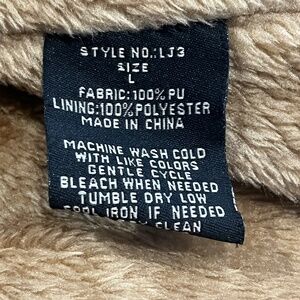 STYLE NO.:LJ3
SIZE
L
FABRIC:100%PU
LINING:100%POLYESTER
MADE IN CHINA
MACHINE WASH COLD
WITH LIKE COLORS
GENTLE CYCLE
BLEACH WHEN NEEDED
TUMBLE DRY LOW
IRON IF NEEDED
CLEAN